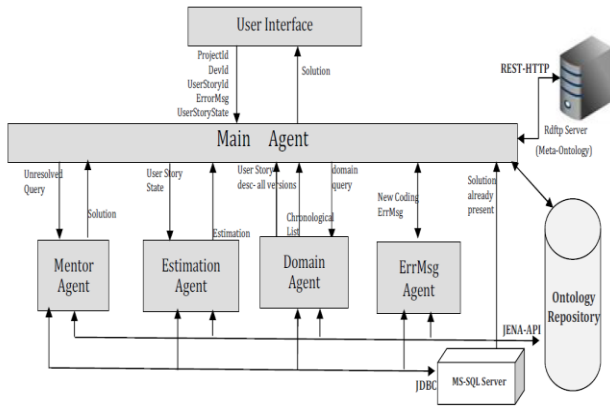 User Interface
ProjectId
DevId
UserStoryId
ErrorMsg
UserStoryState
Solution
REST-HTTP
Rdftp Server
(Meta-Ontology)
Main Agent
Unresolved
Query
Solution
User Story
State
Estimation
User Story
desc- all versions
Chronological
List
domain
query
New Coding
ErrMsg
Solution
already
present
Mentor
Agent
Estimation
Agent
Domain
Agent
ErrMsg
Agent
Ontology
Repository
JENA-API
JDBC
MS-SQL Server